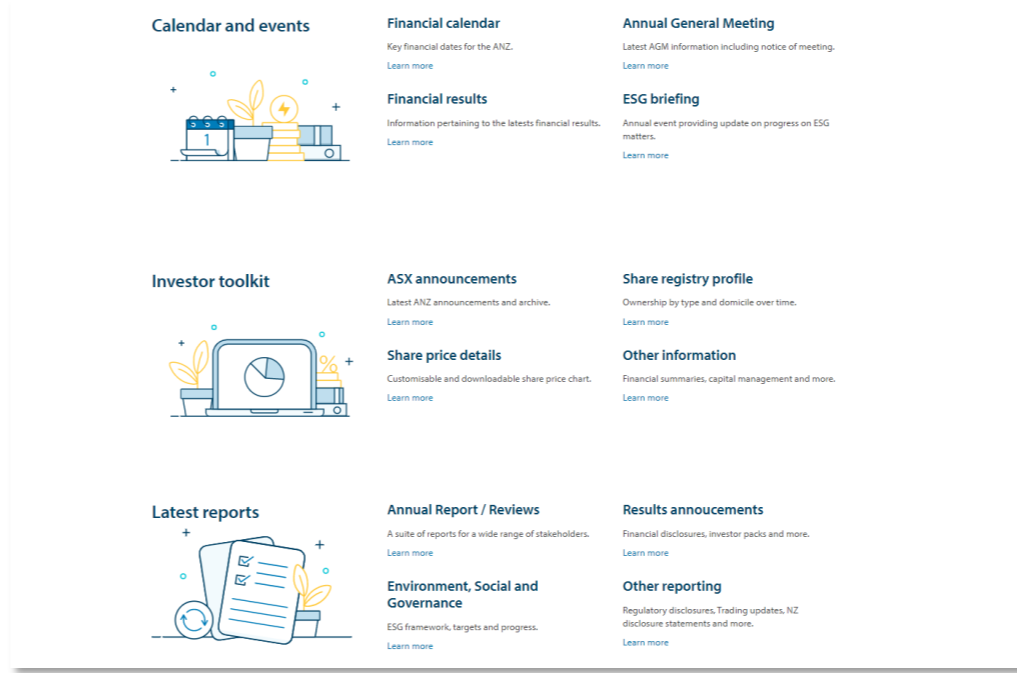 Calendar and events
Financial calendar
Key financial dates for the ANZ.
Learn more
Annual General Meeting
Latest AGM information including notice of meeting.
Learn more
Financial results
Information pertaining to the latests financial results.
Learn more
ESG briefing
Annual event providing update on progress on ESG
matters.
Learn more
S S S
1
Investor toolkit
ASX announcements
Latest ANZ announcements and archive.
Learn more
Share registry profile
Ownership by type and domicile over time.
Learn more
Share price details
Customisable and downloadable share price chart.
Learn more
Other information
Financial summaries, capital management and more.
Learn more
%
Latest reports
Annual Report / Reviews
A suite of reports for a wide range of stakeholders.
Learn more
Results annoucements
Financial disclosures, investor packs and more.
Learn more
Environment, Social and
Governance
ESG framework, targets and progress.
Learn more
Other reporting
Regulatory disclosures, Trading updates, NZ
disclosure statements and more.
Learn more